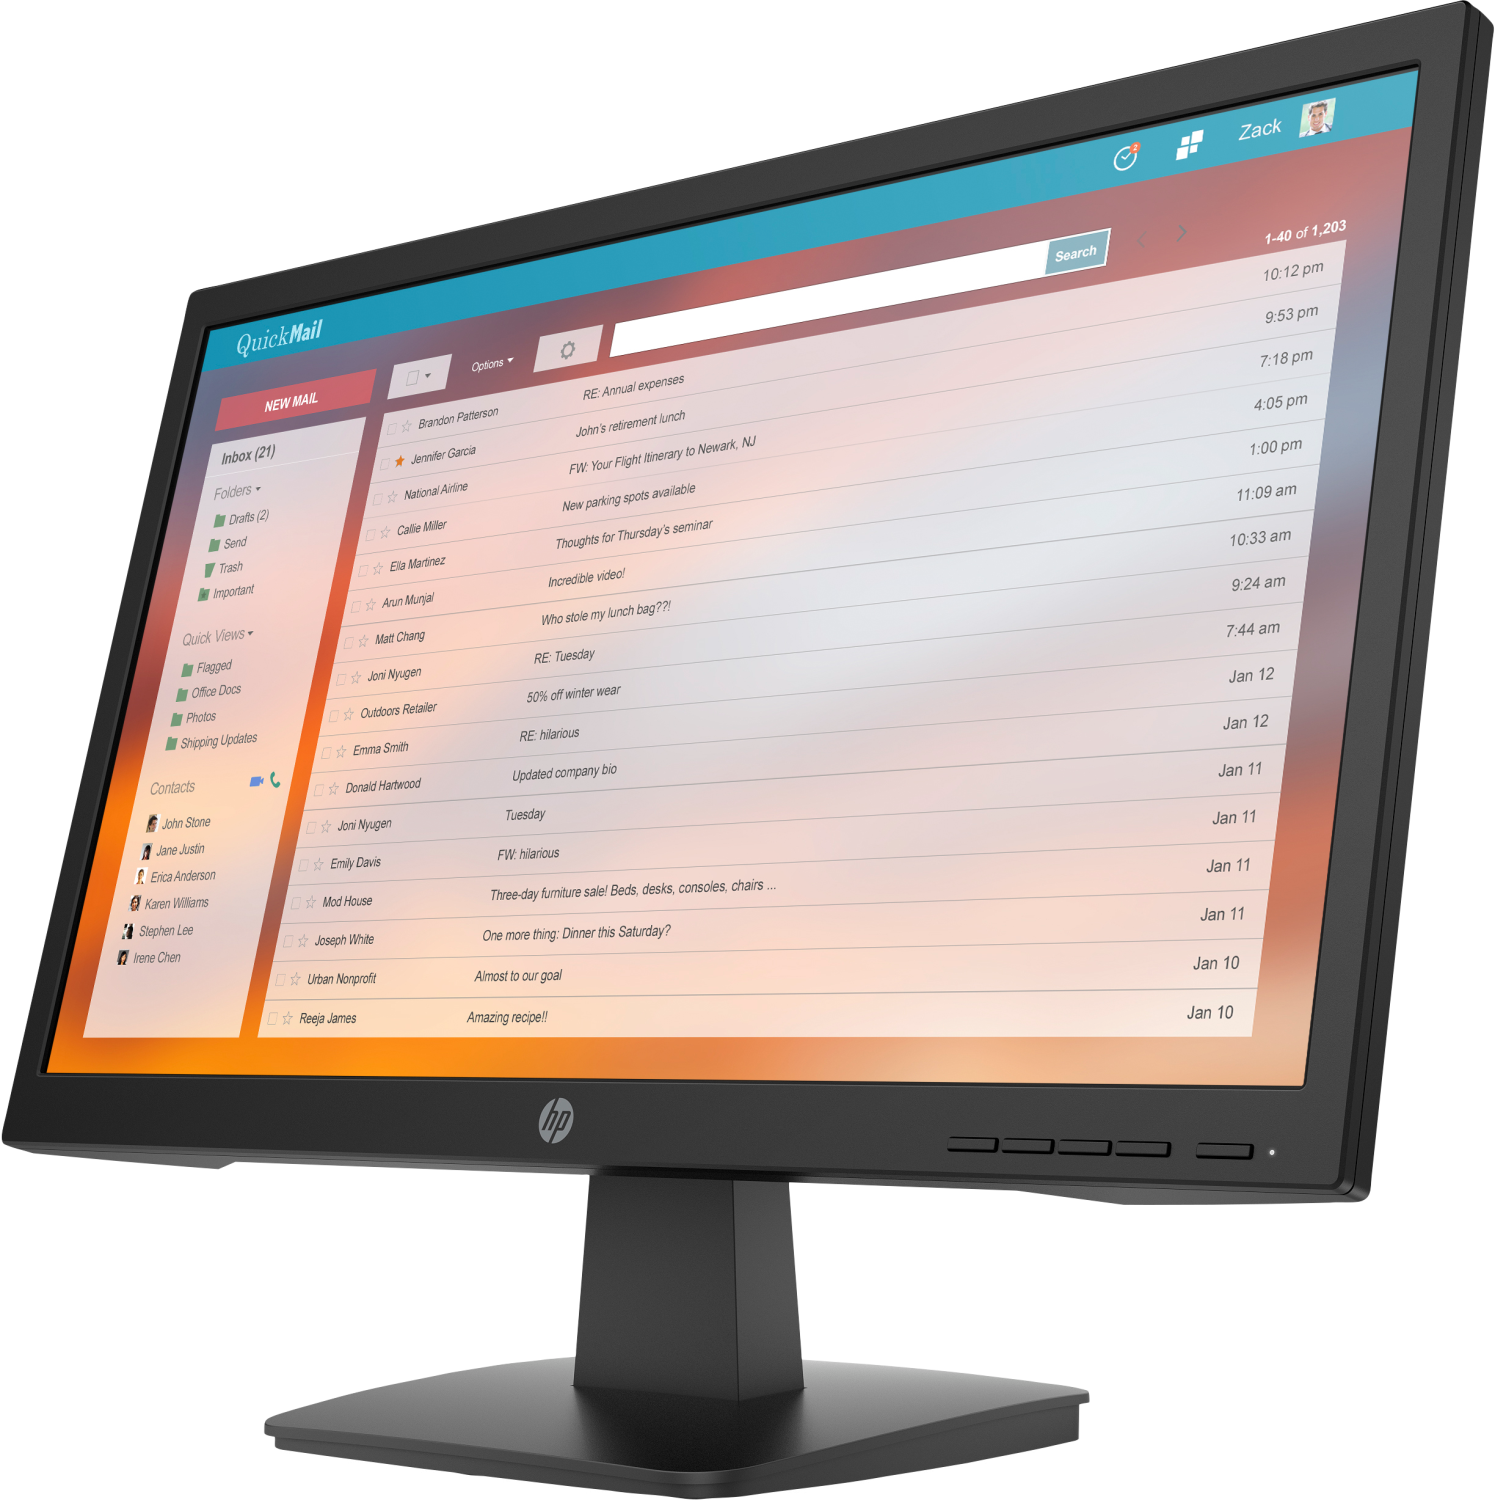 Zack
2
QuickMail
1-40 of 1,203
Search
Options
NEW MAIL
Inbox (21)
Folders
Drafts (2)
Send
Trash
Important
Quick Views
Flagged
Office Docs
Photos
Shipping Updates
Contacts
John Stone
Jane Justin
Erica Anderson
Karen Williams
Stephen Lee
Irene Chen
Brandon Patterson RE: Annual expenses 10:12 pm
Jennifer Garcia John's retirement lunch 9:53 pm
National Airline FW: Your Flight Itinerary to Newark, NJ 7:18 pm
Callie Miller New parking spots available 4:05 pm
Ella Martinez Thoughts for Thursday's seminar 1:00 pm
Arun Munjal Incredible video! 11:09 am
Matt Chang Who stole my lunch bag??! 10:33 am
Joni Nyugen RE: Tuesday 9:24 am
Outdoors Retailer 50% off winter wear 7:44 am
Emma Smith RE: hilarious Jan 12
Donald Hartwood Updated company bio Jan 12
Joni Nyugen Tuesday Jan 11
Emily Davis FW: hilarious Jan 11
Mod House Three-day furniture sale! Beds, desks, consoles, chairs ... Jan 11
Joseph White One more thing: Dinner this Saturday? Jan 11
Urban Nonprofit Almost to our goal Jan 10
Reeja James Amazing recipe!! Jan 10
hp